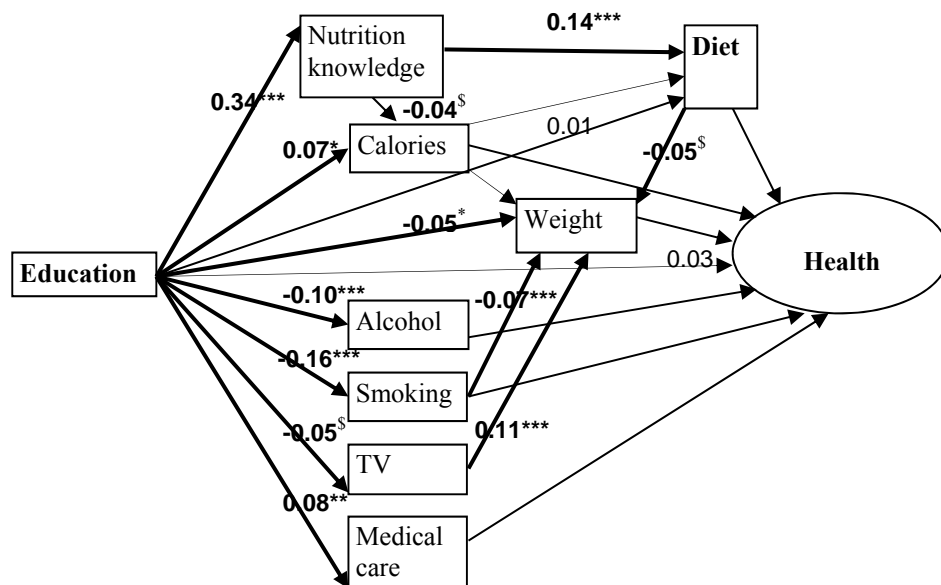 0.14***
Nutrition
knowledge
Diet
0.34***
-0.04$
0.01
0.07*
Calories
-0.05$
-0.05*
Weight
Education
0.03
Health
-0.10***
-0.07***
Alcohol
-0.16***
Smoking
-0.05$
0.11***
TV
0.08**
Medical
care